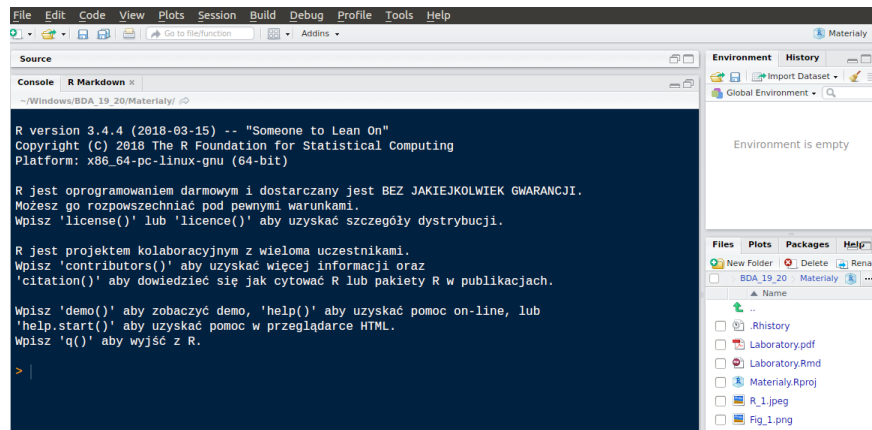 File Edit Code View Plots Session Build Debug Profile Tools Help
Go to file/function Addins Materialy
Source
Console R Markdown
~/Windows/BDA_19_20/Materialy/
R version 3.4.4 (2018-03-15) -- "Someone to Lean On"
Copyright (C) 2018 The R Foundation for Statistical Computing
Platform: x86_64-pc-linux-gnu (64-bit)
R jest oprogramowaniem darmowym i dostarczany jest BEZ JAKIEJKOLWIEK GWARANCJI.
Możesz go rozpowszechniać pod pewnymi warunkami.
Wpisz 'license()' lub 'licence()' aby uzyskać szczegóły dystrybucji.
R jest projektem kolaboracyjnym z wieloma uczestnikami.
Wpisz 'contributors()' aby uzyskać więcej informacji oraz
'citation()' aby dowiedzieć się jak cytować R lub pakiety R w publikacjach.
Wpisz 'demo()' aby zobaczyć demo, 'help()' aby uzyskać pomoc on-line, lub
'help.start()' aby uzyskać pomoc w przeglądarce HTML.
Wpisz 'q()' aby wyjść z R.
>
Environment History
Import Dataset
Global Environment
Environment is empty
Files Plots Packages Help
New Folder Delete Rena
BDA_19_20 Materialy ...
Name
..
.Rhistory
Laboratory.pdf
Laboratory.Rmd
Materialy.Rproj
R_1.jpeg
Fig_1.png